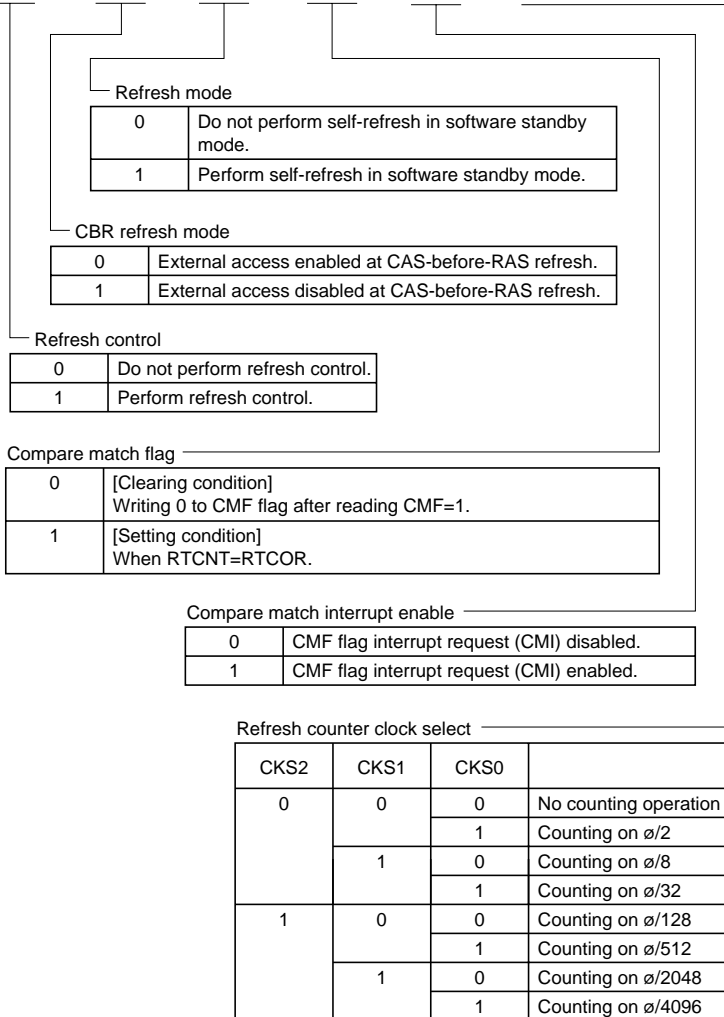 Refresh mode
0 Do not perform self-refresh in software standby
mode.
1 Perform self-refresh in software standby mode.
CBR refresh mode
0 External access enabled at CAS-before-RAS refresh.
1 External access disabled at CAS-before-RAS refresh.
Refresh control
0 Do not perform refresh control.
1 Perform refresh control.
Compare match flag
0 [Clearing condition]
Writing 0 to CMF flag after reading CMF=1.
1 [Setting condition]
When RTCNT=RTCOR.
Compare match interrupt enable
0 CMF flag interrupt request (CMI) disabled.
1 CMF flag interrupt request (CMI) enabled.
Refresh counter clock select
CKS2 CKS1 CKS0
0 0 0 No counting operation
1 Counting on ø/2
1 0 Counting on ø/8
1 Counting on ø/32
1 0 0 Counting on ø/128
1 Counting on ø/512
1 0 Counting on ø/2048
1 Counting on ø/4096